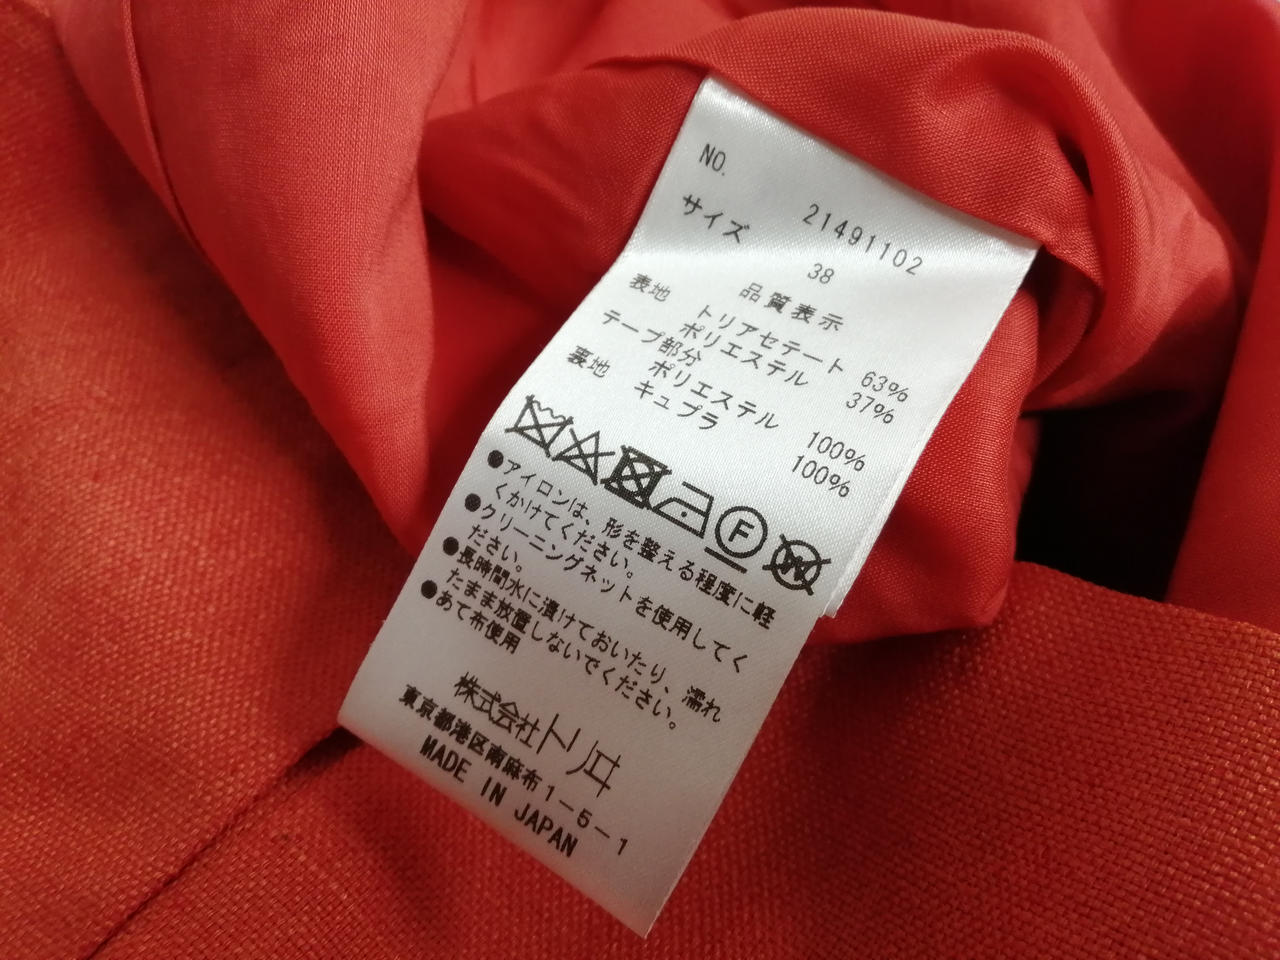 NO. 21491102
サイズ 38
品質表示
表地 トリアセテート 63%
ポリエステル 37%
テープ部分
ポリエステル 100%
裏地 キュプラ 100%
F
W
●アイロンは、形を整える程度に軽
くかけてください。
●クリーニングネットを使用してく
ださい。
●長時間水に漬けておいたり、濡れ
たまま放置しないでください。
●あて布使用
株式会社トリヰ
東京都港区南麻布1-5-1
MADE IN JAPAN